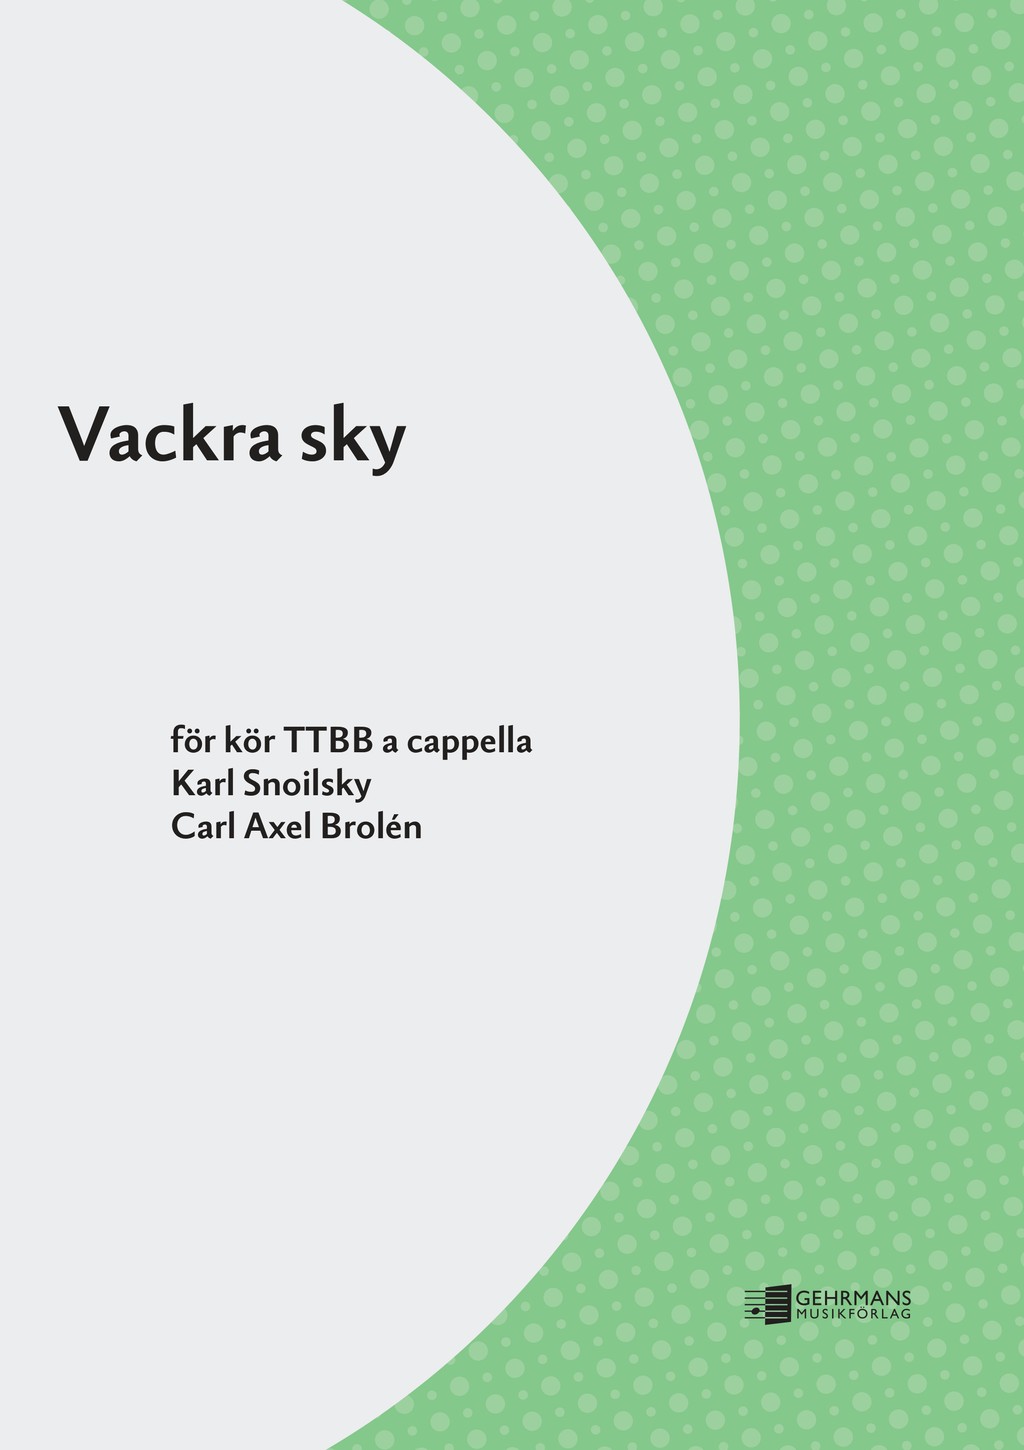 Vackra sky
för kör TTBB a cappella
Karl Snoilsky
Carl Axel Brolén
GEHRMANS
MUSIKFÖRLAG